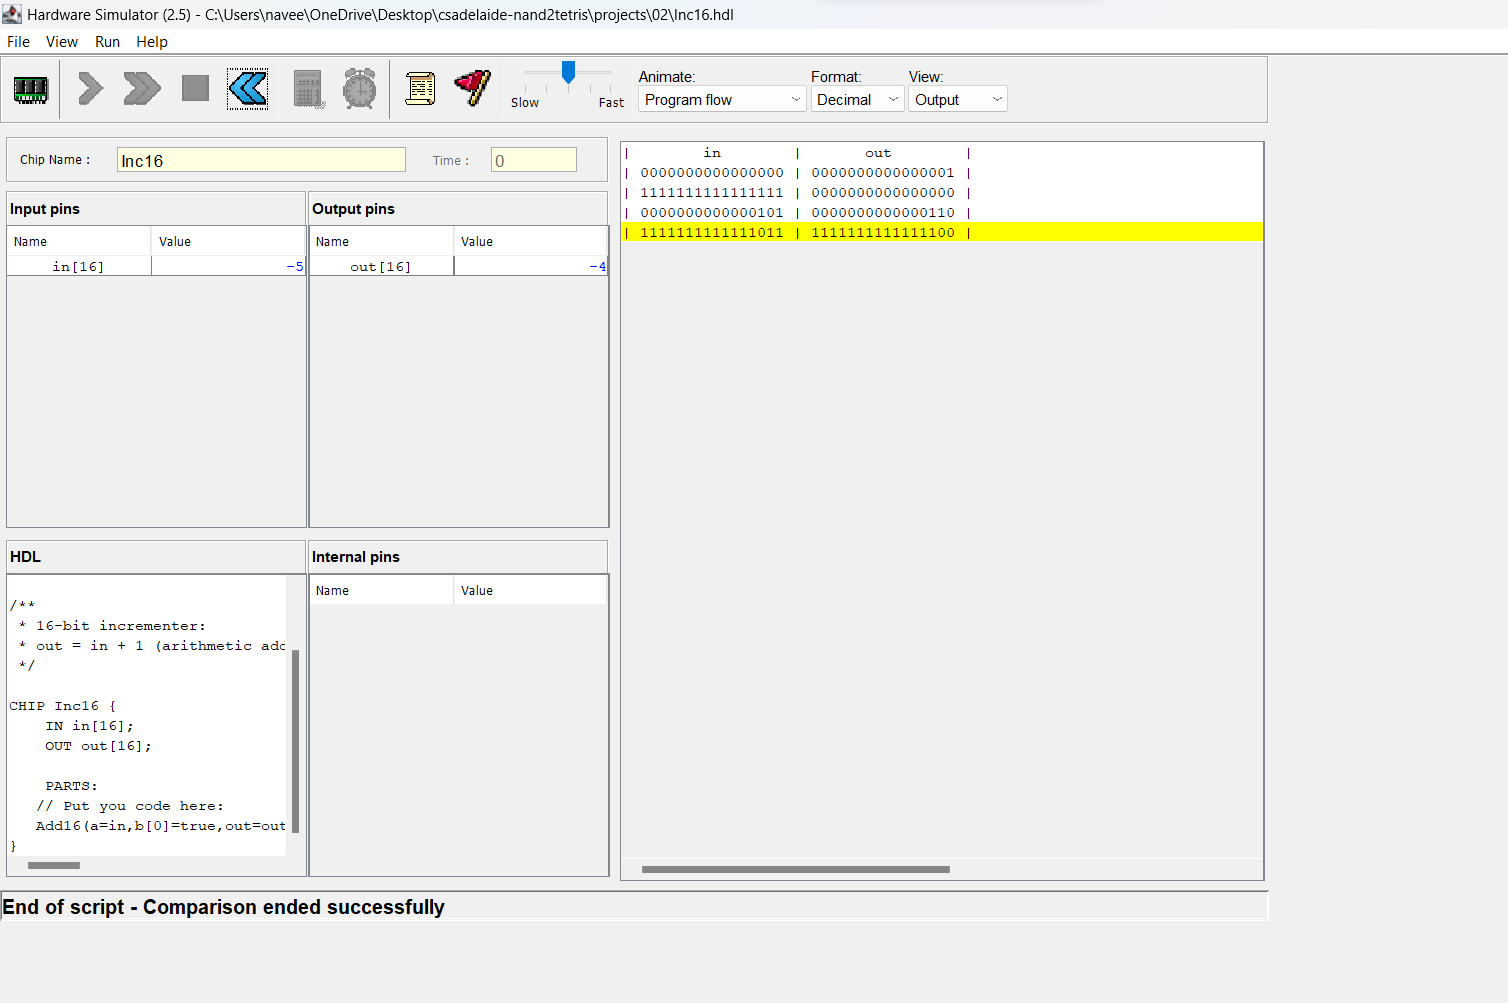 Hardware Simulator (2.5) - C:\Users\navee\OneDrive\Desktop\csadelaide-nand2tetris\projects\02\Inc16.hdl
File View Run Help
Slow Fast
Animate: Format: View:
Program flow Decimal Output
Chip Name : Inc16 Time : 0
Input pins
Name Value
in[16] -5
Output pins
Name Value
out[16] -4
HDL
/**
* 16-bit incrementer:
* out = in + 1 (arithmetic add
*/
CHIP Inc16 {
IN in[16];
OUT out[16];
PARTS:
// Put you code here:
Add16(a=in,b[0]=true,out=out
}
Internal pins
Name Value
| in | out |
| 0000000000000000 | 0000000000000001 |
| 1111111111111111 | 0000000000000000 |
| 0000000000000101 | 0000000000000110 |
| 1111111111111011 | 1111111111111100 |
End of script - Comparison ended successfully